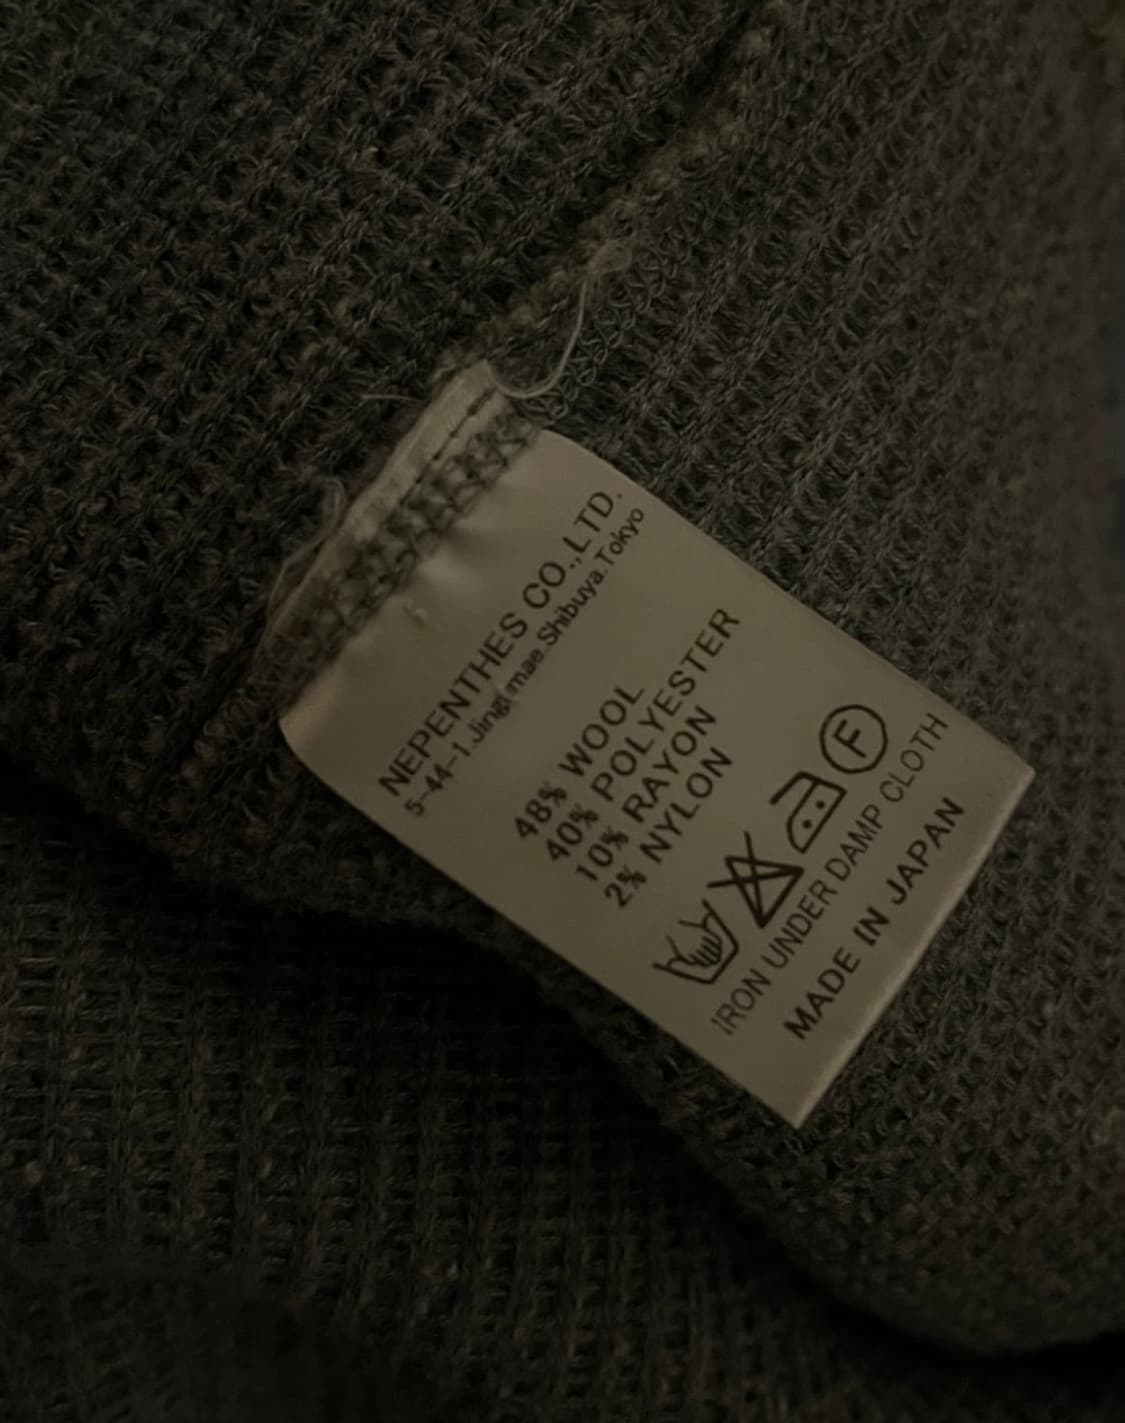 NEPENTHES CO.,LTD.
5-44-1.Jingumae.Shibuya.Tokyo
48% WOOL
40% POLYESTER
10% RAYON
2% NYLON
F
IRON UNDER DAMP CLOTH
MADE IN JAPAN